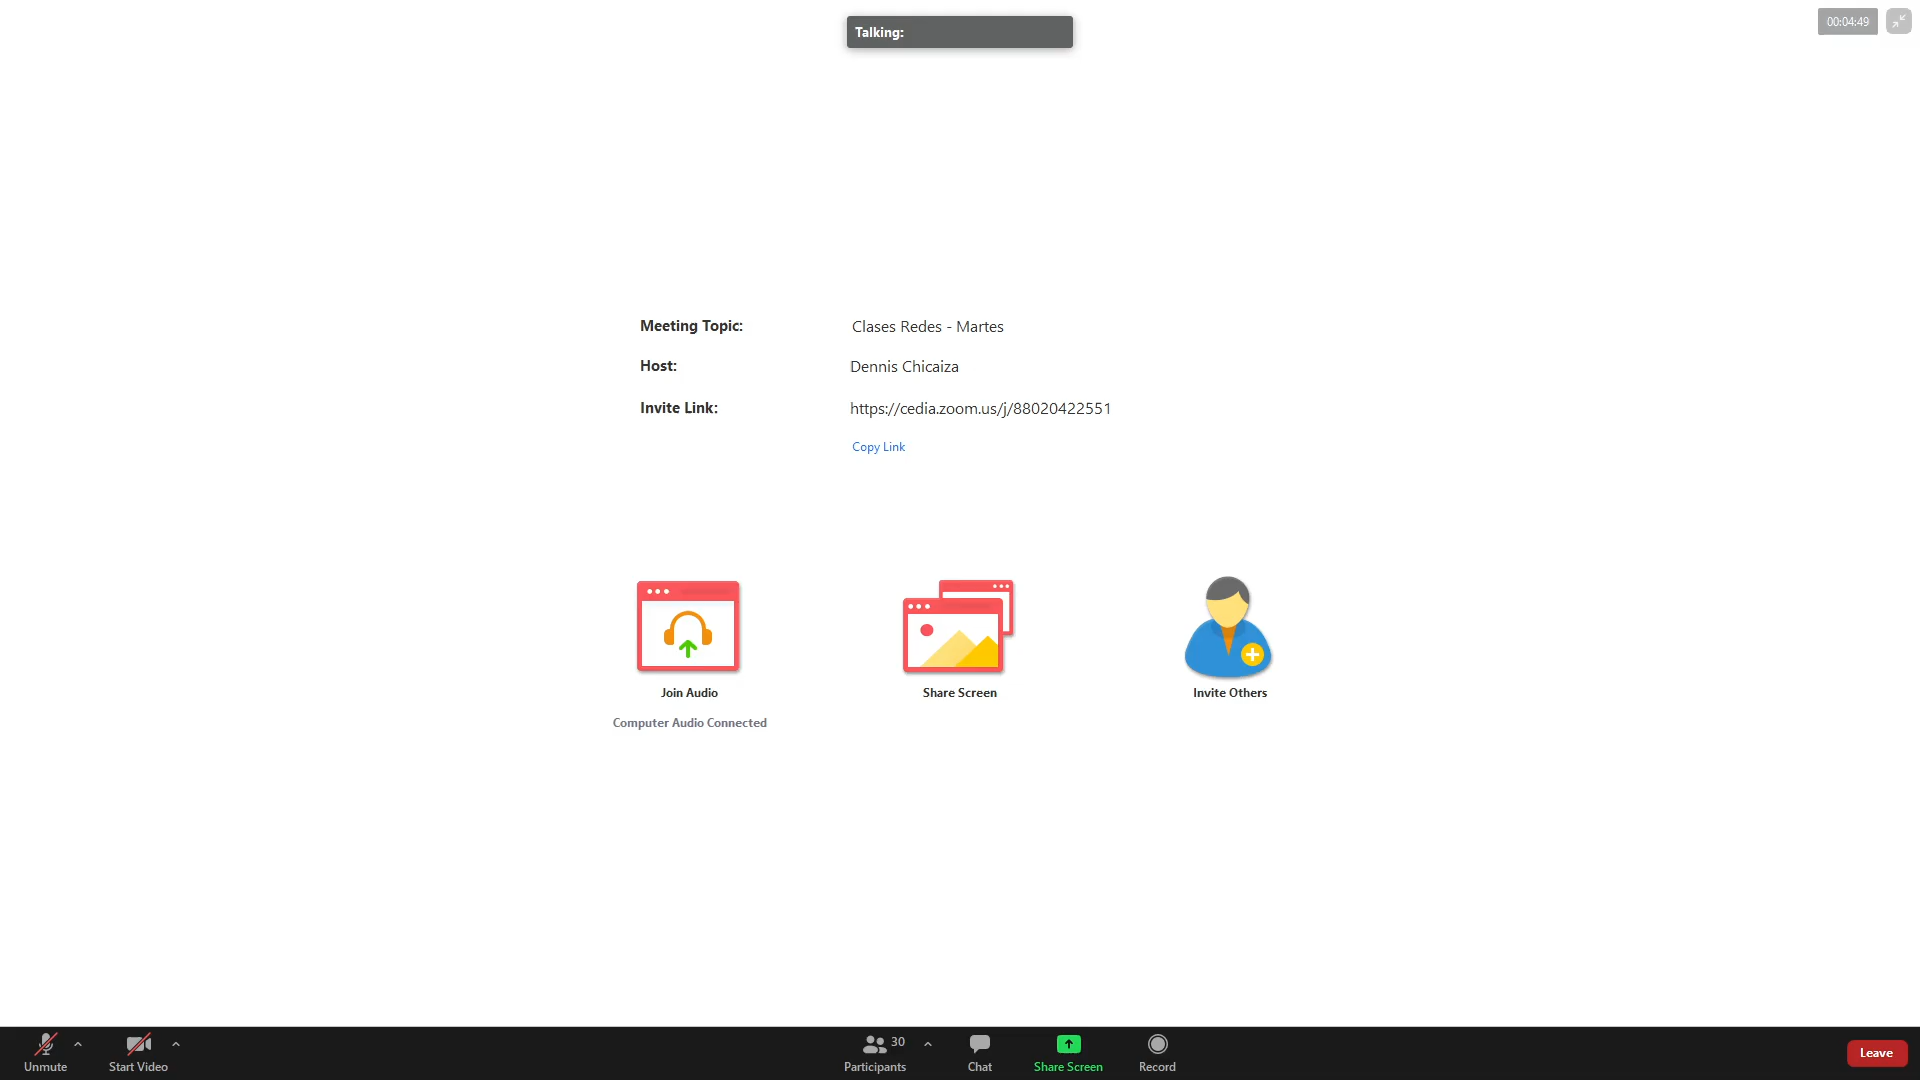 Talking:
00:04:49
Meeting Topic: Clases Redes - Martes
Host: Dennis Chicaiza
Invite Link: https://cedia.zoom.us/j/88020422551
Copy Link
Join Audio
Computer Audio Connected
Share Screen
Invite Others
Unmute
Start Video
30
Participants
Chat
Share Screen
Record
Leave